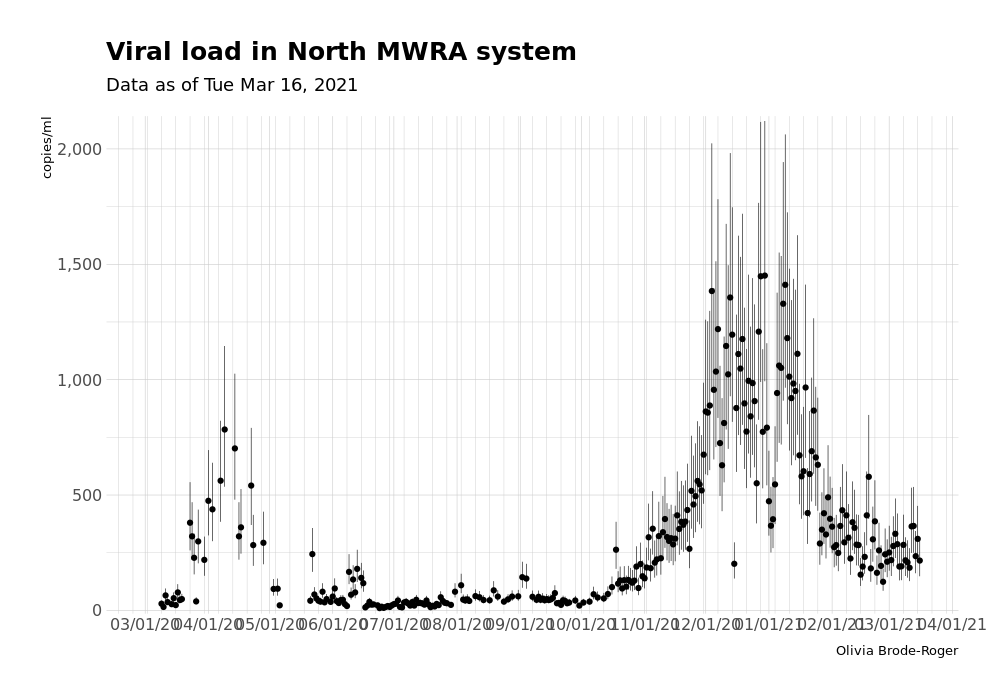 Viral load in North MWRA system
Data as of Tue Mar 16, 2021
copies/ml
2,000
1,500
1,000
500
0
03/01/20 04/01/20 05/01/20 06/01/20 07/01/20 08/01/20 09/01/20 10/01/20 11/01/20 12/01/20 01/01/21 02/01/21 03/01/21 04/01/21
Olivia Brode-Roger